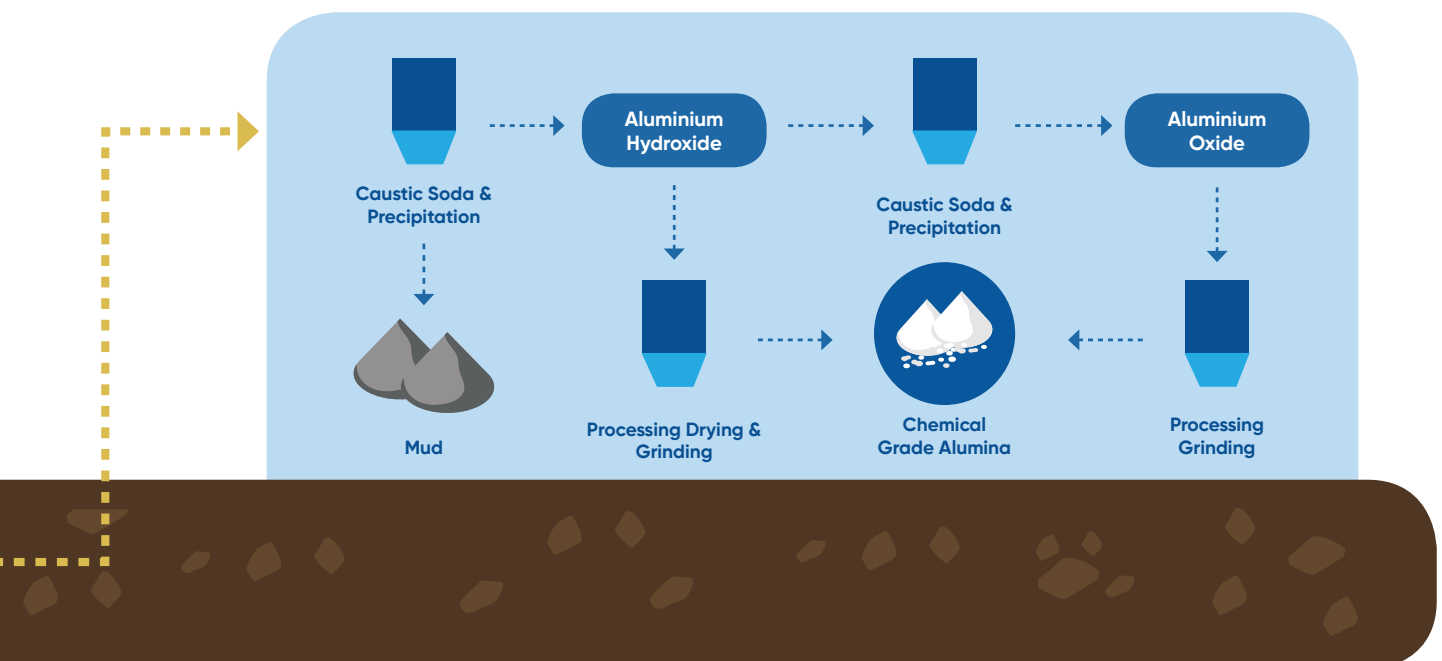 Aluminium
Hydroxide
Aluminium
Oxide
Caustic Soda &
Precipitation
Caustic Soda &
Precipitation
Mud
Processing Drying &
Grinding
Chemical
Grade Alumina
Processing
Grinding